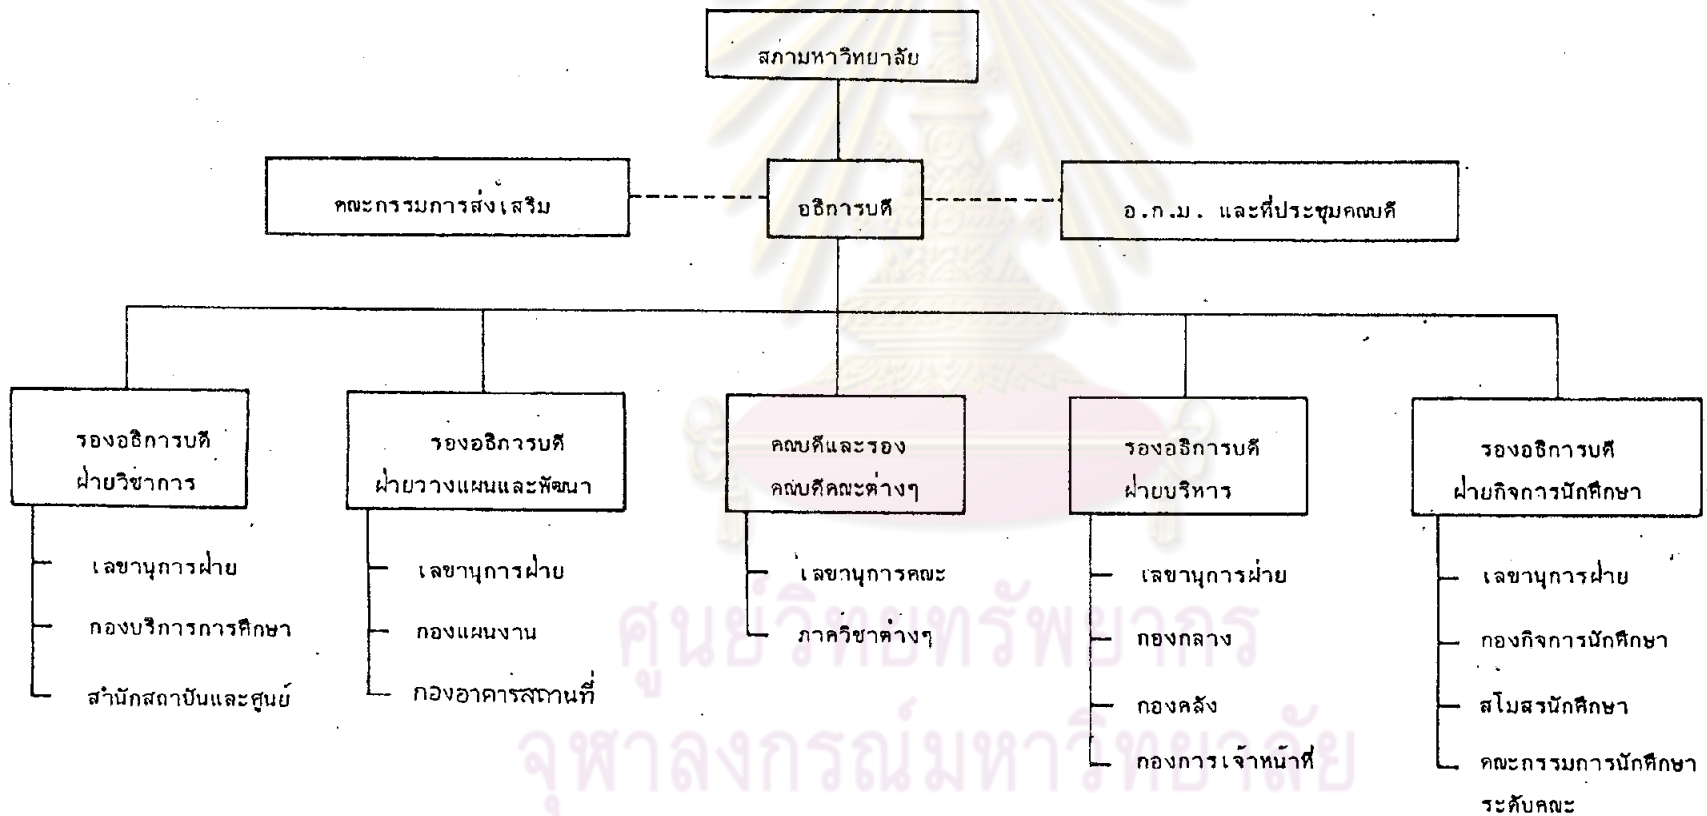 สภามหาวิทยาลัย
คณะกรรมการส่งเสริม
อธิการบดี
อ.ก.ม. และที่ประชุมคณบดี
รองอธิการบดี
ฝ่ายวิชาการ
รองอธิการบดี
ฝ่ายวางแผนและพัฒนา
คณบดีและรอง
คณบดีคณะต่างๆ
รองอธิการบดี
ฝ่ายบริหาร
รองอธิการบดี
ฝ่ายกิจการนักศึกษา
เลขานุการฝ่าย
กองบริการการศึกษา
สำนักสถาบันและศูนย์
เลขานุการฝ่าย
กองแผนงาน
กองอาคารสถานที่
เลขานุการคณะ
ภาควิชาต่างๆ
เลขานุการฝ่าย
กองกลาง
กองคลัง
กองการเจ้าหน้าที่
เลขานุการฝ่าย
กองกิจการนักศึกษา
สโมสรนักศึกษา
คณะกรรมการนักศึกษา
ระดับคณะ
ศูนย์วิทยทรัพยากร
จุฬาลงกรณ์มหาวิทยาลัย